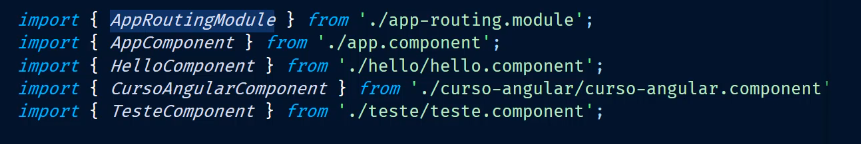 import { AppRoutingModule } from './app-routing.module';
import { AppComponent } from './app.component';
import { HelloComponent } from './hello/hello.component';
import { CursoAngularComponent } from './curso-angular/curso-angular.component'
import { TesteComponent } from './teste/teste.component';